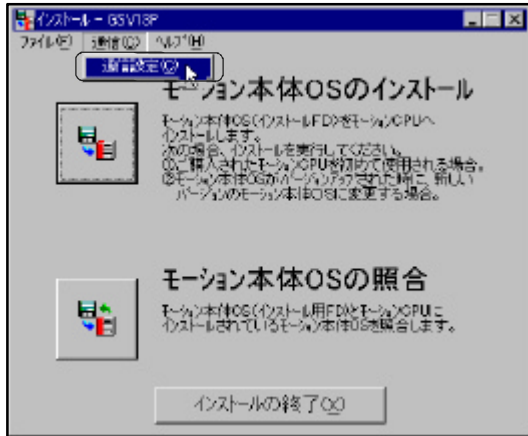 インストール - GSV13P
ファイル(F) 通信(C) ヘルプ(H)
通信設定(C)
モーション本体OSのインストール
モーション本体OS(インストールFD)をモーションCPUへ
インストールします。
次の場合、インストールを実行してください。
①ご購入されたモーションCPUを初めて使用される場合。
②モーション本体OSがバージョンアップされた時に、新しい
バージョンのモーション本体OSに変更する場合。
モーション本体OSの照合
モーション本体OS(インストール用FD)とモーションCPUに
インストールされているモーション本体OSを照合します。
インストールの終了(X)